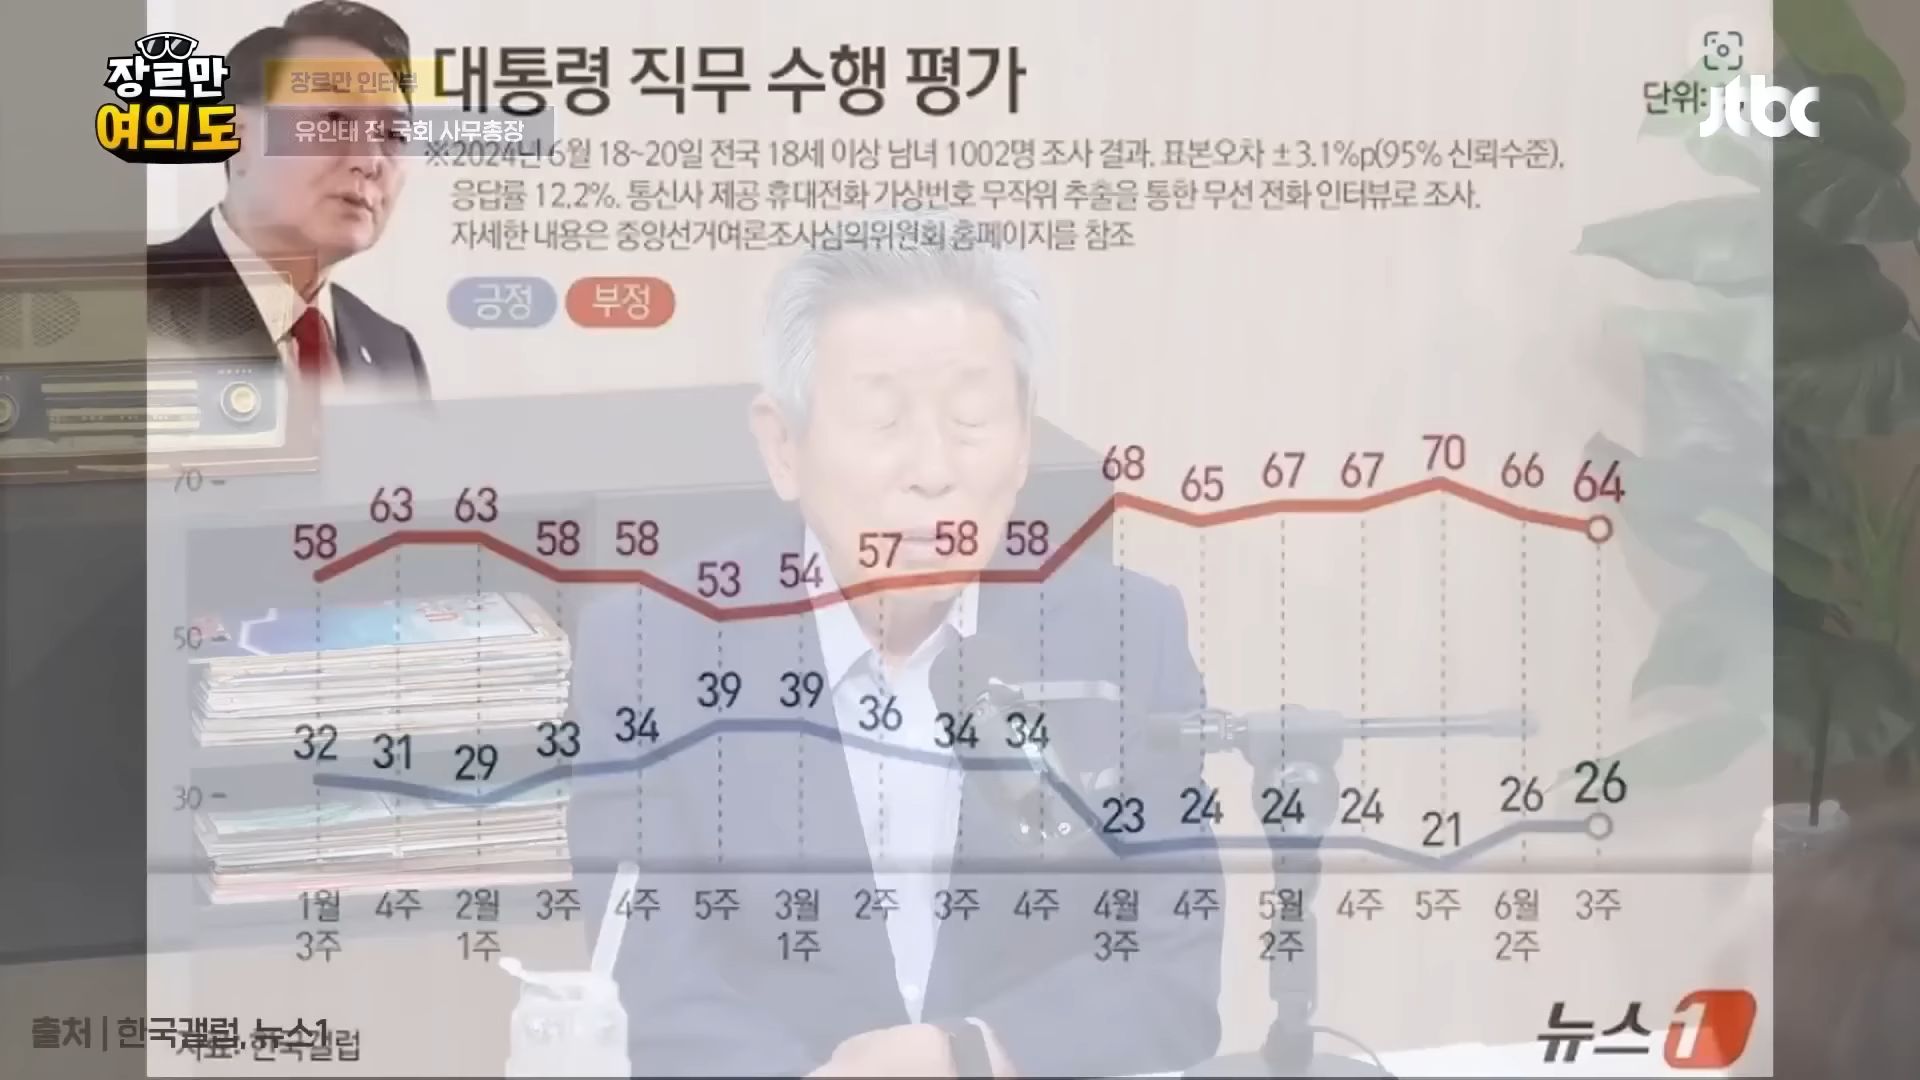 장르만
여의도
장르만 인터뷰
유인태 전 국회 사무총장
jtbc
대통령 직무 수행 평가
단위:
※2024년 6월 18~20일 전국 18세 이상 남녀 1002명 조사 결과. 표본오차 ±3.1%p(95% 신뢰수준).
응답률 12.2%. 통신사 제공 휴대전화 가상번호 무작위 추출을 통한 무선 전화 인터뷰로 조사.
자세한 내용은 중앙선거여론조사심의위원회 홈페이지를 참조
긍정 부정
70
50
30
58 63 63 58 58 53 54 57 58 58 68 65 67 67 70 66 64
32 31 29 33 34 39 39 36 34 34 23 24 24 24 21 26 26
1월 4주 2월 3주 4주 5주 3월 2주 3주 4주 4월 4주 5월 4주 5주 6월 3주
3주 1주 1주 3주 2주 2주
출처 | 한국갤럽, 뉴스1
자료: 한국갤럽
뉴스1